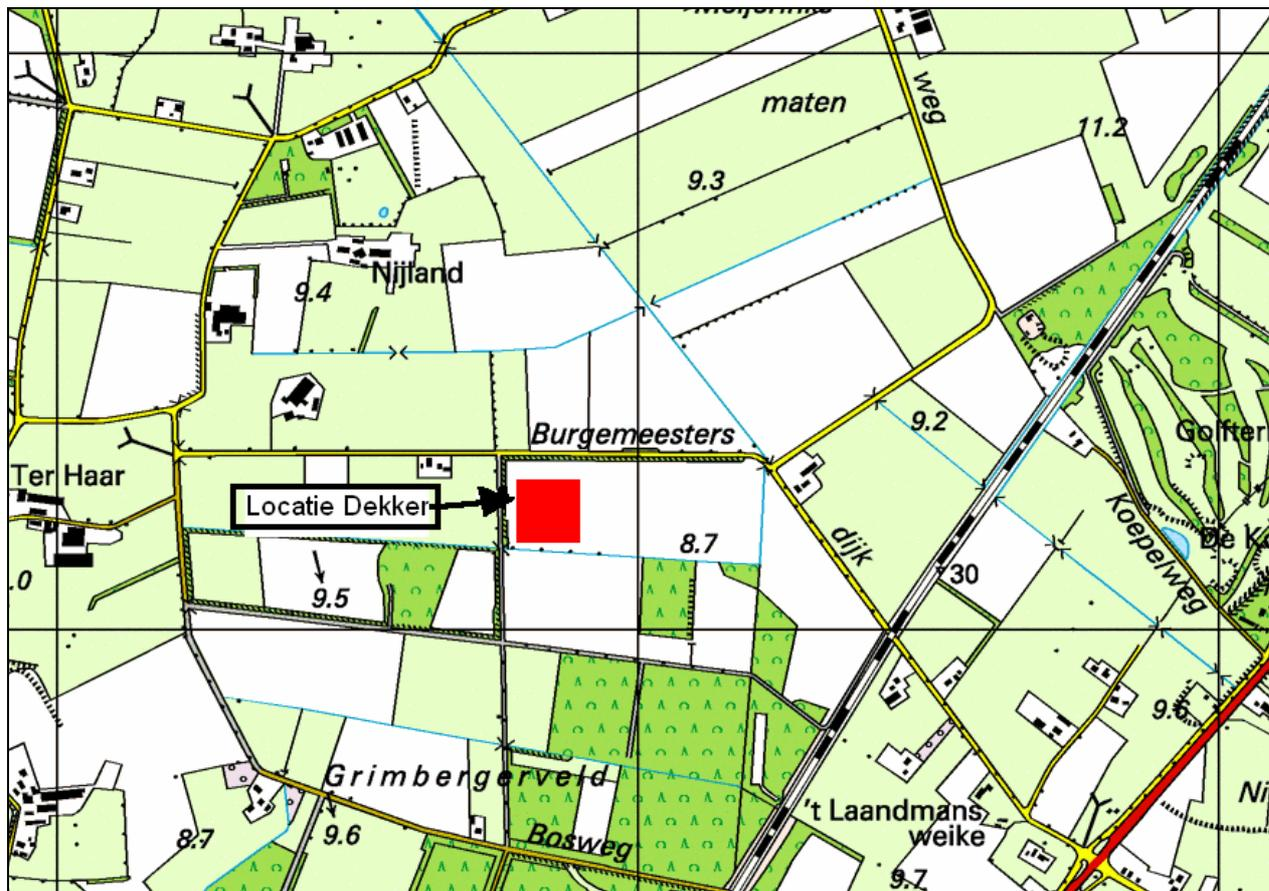 maten
weg
11.2
9.3
Nijland
9.4
Burgemeesters
9.2
Ter Haar
Locatie Dekker
8.7
dijk
Koepelweg
30
9.5
.0
Grimbergerveld
't Laandmans
weike
8.7
9.6
Bosweg
9.7